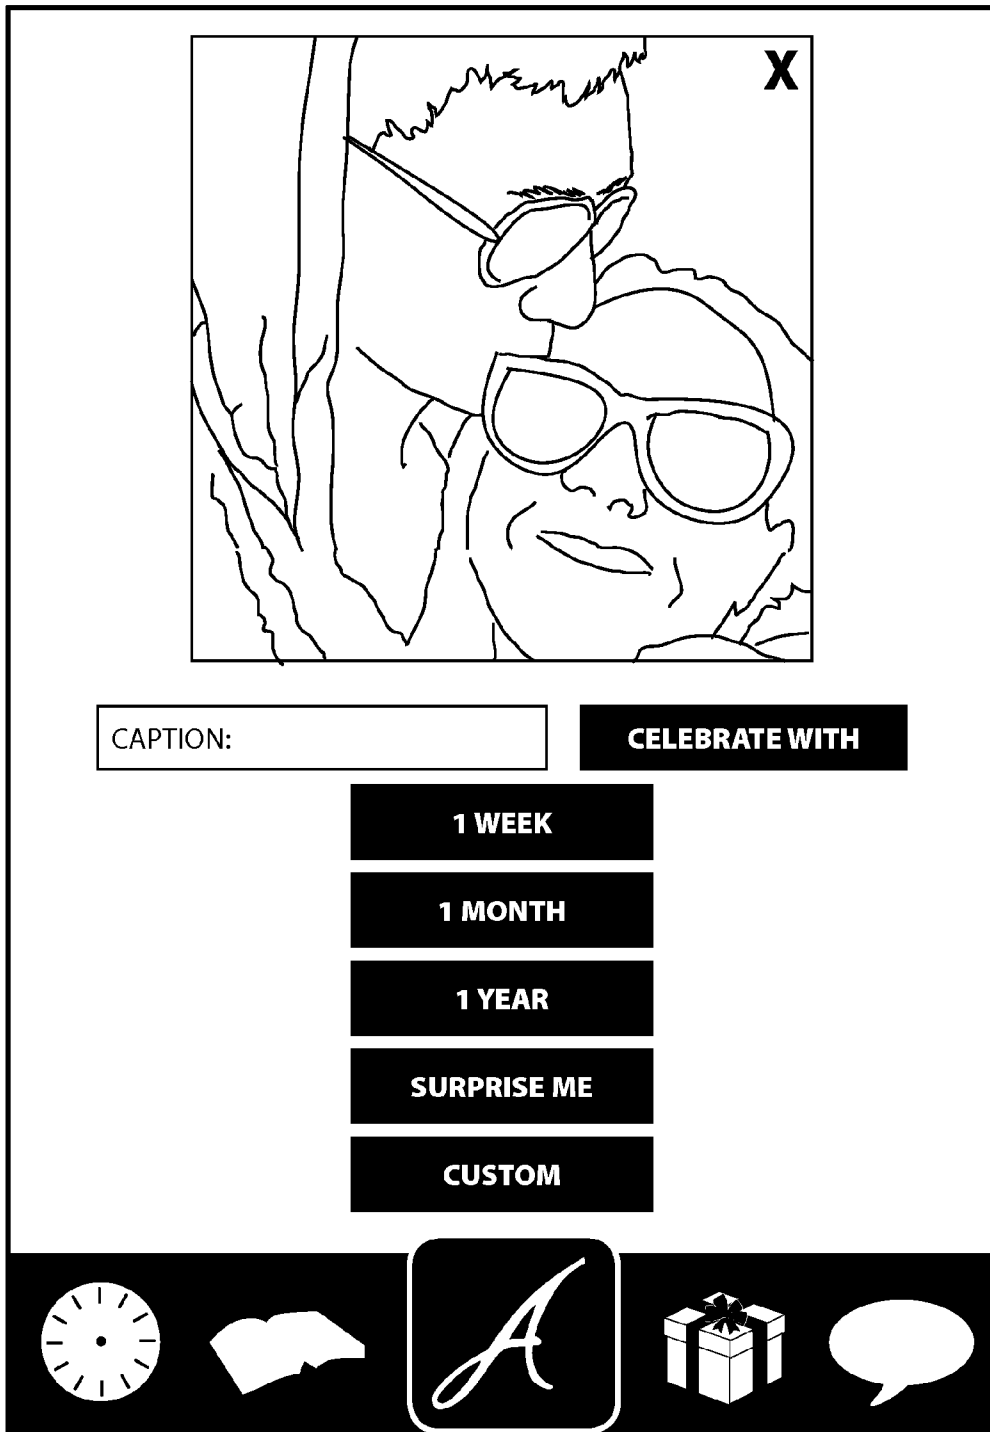 X
CAPTION:
CELEBRATE WITH
1 WEEK
1 MONTH
1 YEAR
SURPRISE ME
CUSTOM
A